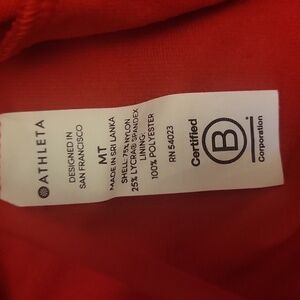 ATHLETA
DESIGNED IN
SAN FRANCISCO
MT
MADE IN SRI LANKA
SHELL: 75% NYLON
25% LYCRA® SPANDEX
LINING:
100% POLYESTER
RN 54023
Certified
B
Corporation